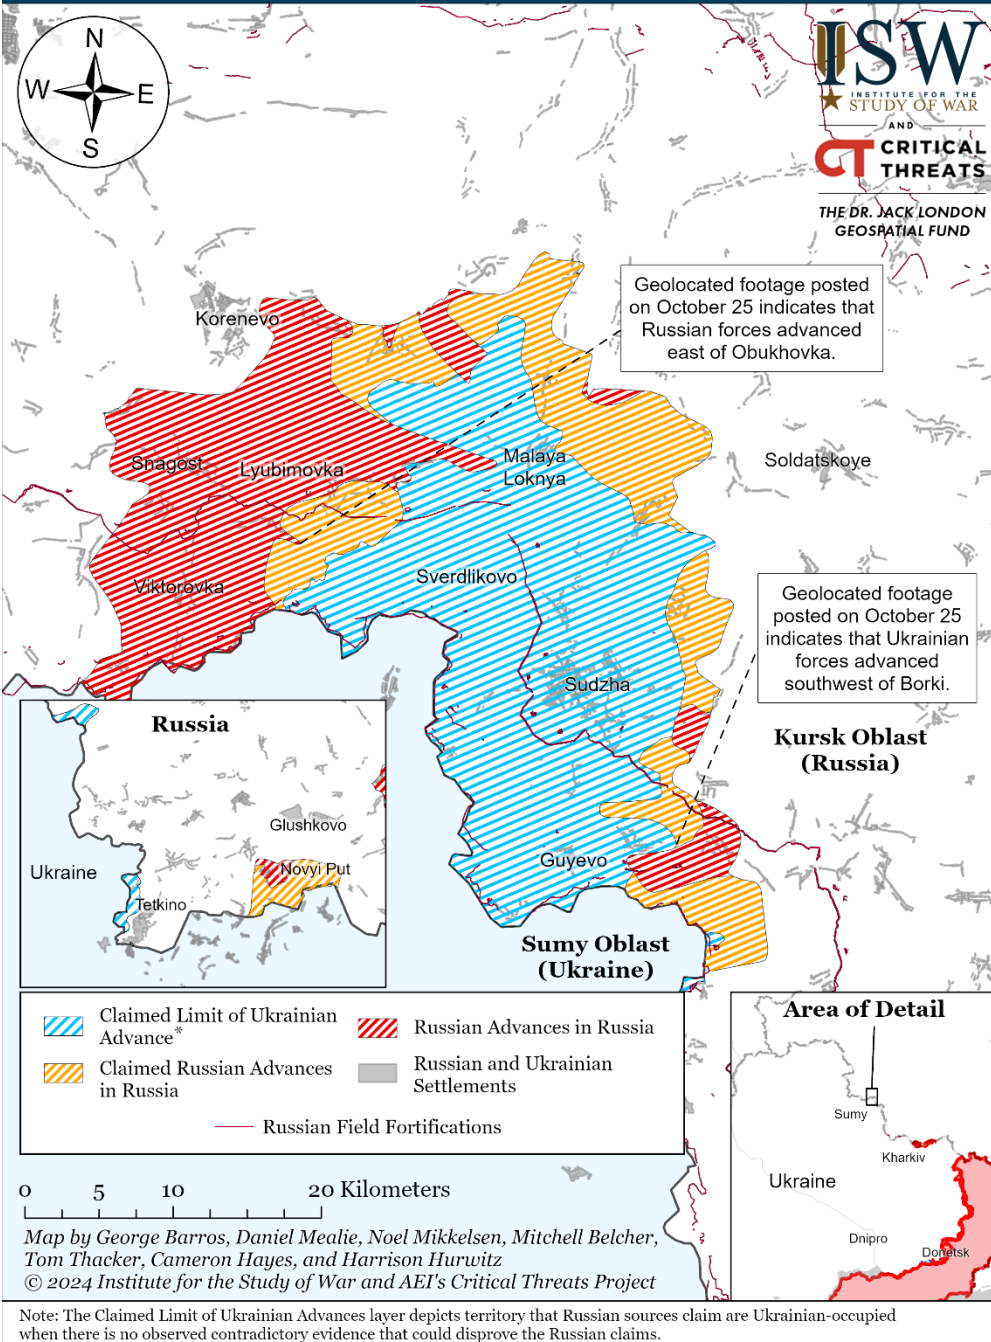 N
W
E
S
ISW
INSTITUTE FOR THE
STUDY OF WAR
AND
CT CRITICAL
THREATS
THE DR. JACK LONDON
GEOSPATIAL FUND
Geolocated footage posted
on October 25 indicates that
Russian forces advanced
east of Obukhovka.
Korenevo
Snagost
Lyubimovka
Malaya
Loknya
Soldatskoye
Viktorovka
Sverdlikovo
Geolocated footage
posted on October 25
indicates that Ukrainian
forces advanced
southwest of Borki.
Sudzha
Kursk Oblast
(Russia)
Guyevo
Sumy Oblast
(Ukraine)
Russia
Glushkovo
Ukraine
Novyi Put
Tetkino
Claimed Limit of Ukrainian
Advance*
Claimed Russian Advances
in Russia
Russian Advances in Russia
Russian and Ukrainian
Settlements
Russian Field Fortifications
Area of Detail
Sumy
Kharkiv
Ukraine
Dnipro
Donetsk
0 5 10 20 Kilometers
Map by George Barros, Daniel Mealie, Noel Mikkelsen, Mitchell Belcher,
Tom Thacker, Cameron Hayes, and Harrison Hurwitz
© 2024 Institute for the Study of War and AEI's Critical Threats Project
Note: The Claimed Limit of Ukrainian Advances layer depicts territory that Russian sources claim are Ukrainian-occupied
when there is no observed contradictory evidence that could disprove the Russian claims.